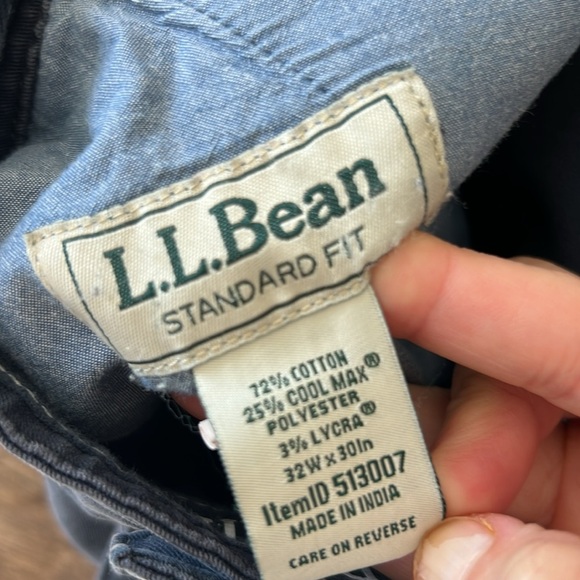 L.L.Bean
STANDARD FIT
72% COTTON
25% COOL MAX®
POLYESTER
3% LYCRA®
32W x 30In
ItemID 513007
MADE IN INDIA
CARE ON REVERSE